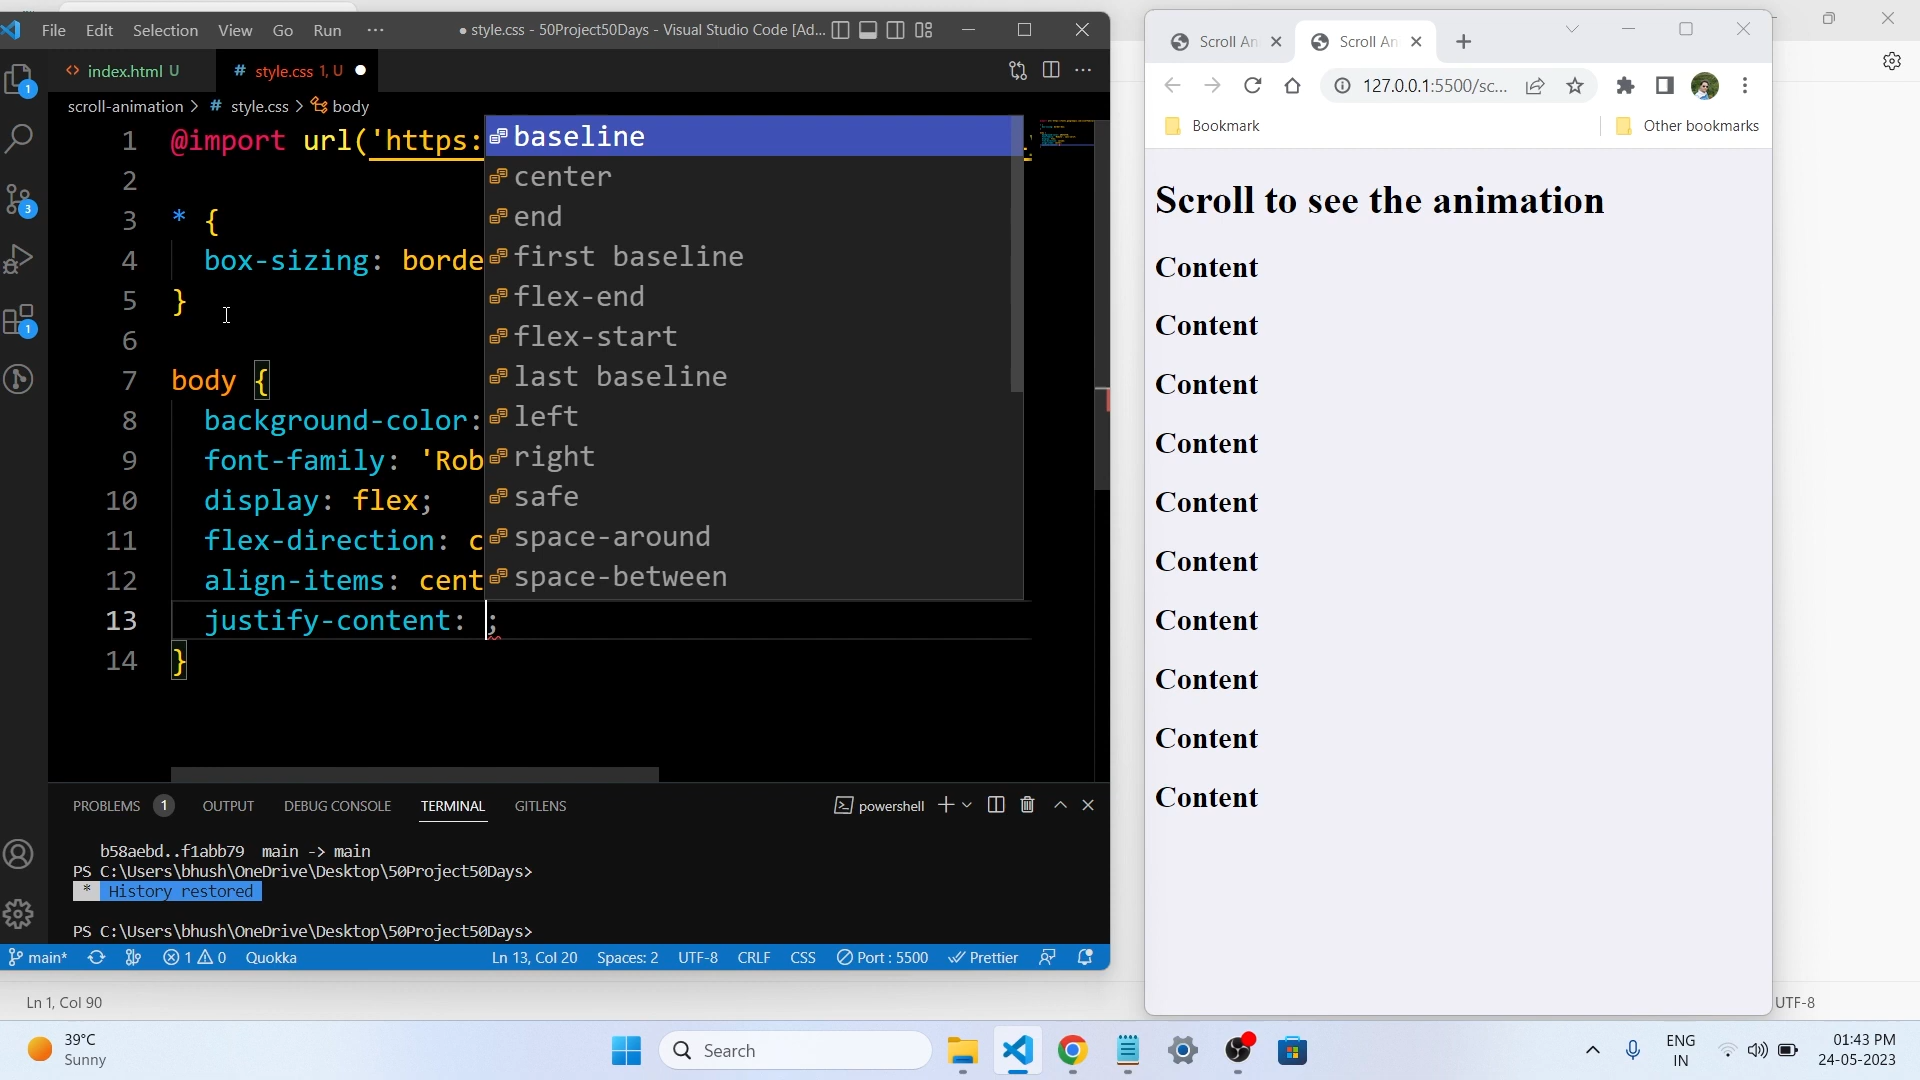 File Edit Selection View Go Run ···
● style.css - 50Project50Days - Visual Studio Code [Ad...
index.html U
# style.css 1, U ●
scroll-animation > # style.css > body
1 @import url('https:
2
3 * {
4 box-sizing: borde
5 }
6
7 body {
8 background-color:
9 font-family: 'Rob
10 display: flex;
11 flex-direction: c
12 align-items: cent
13 justify-content: ;
14 }
baseline
center
end
first baseline
flex-end
flex-start
last baseline
left
right
safe
space-around
space-between
PROBLEMS 1 OUTPUT DEBUG CONSOLE TERMINAL GITLENS
powershell
b58aebd..f1abb79 main -> main
PS C:\Users\bhush\OneDrive\Desktop\50Project50Days>
* History restored
PS C:\Users\bhush\OneDrive\Desktop\50Project50Days>
main* 1 0 Quokka Ln 13, Col 20 Spaces: 2 UTF-8 CRLF CSS Port : 5500 Prettier
1
3
1
Scroll An
Scroll An
127.0.0.1:5500/sc...
Bookmark
Other bookmarks
Scroll to see the animation
Content
Content
Content
Content
Content
Content
Content
Content
Content
Content
Ln 1, Col 90
UTF-8
39°C
Sunny
Search
ENG
IN
01:43 PM
24-05-2023